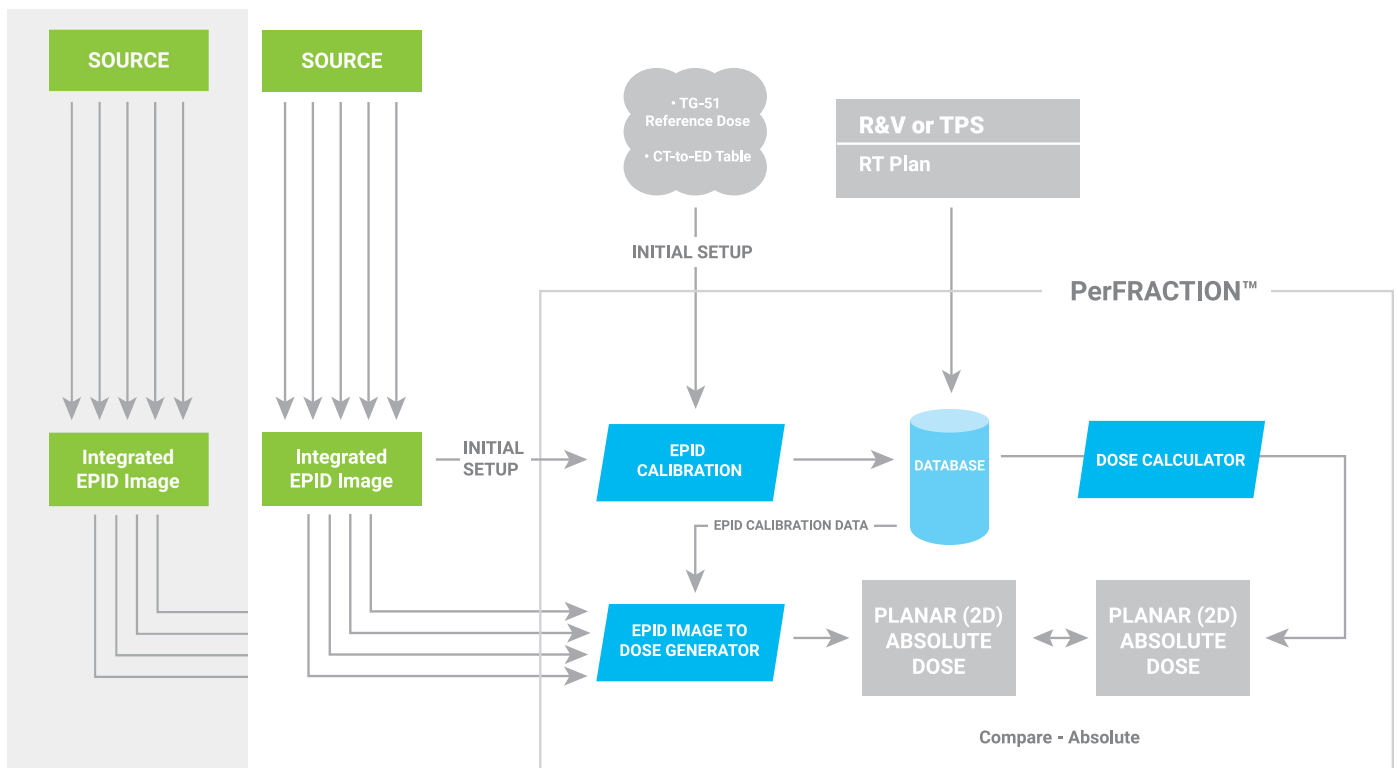 SOURCE
SOURCE
• TG-51
Reference Dose
• CT-to-ED Table
R&V or TPS
RT Plan
INITIAL SETUP
PerFRACTION™
Integrated
EPID Image
Integrated
EPID Image
INITIAL
SETUP
EPID
CALIBRATION
DATABASE
DOSE CALCULATOR
EPID CALIBRATION DATA
EPID IMAGE TO
DOSE GENERATOR
PLANAR (2D)
ABSOLUTE
DOSE
PLANAR (2D)
ABSOLUTE
DOSE
Compare - Absolute